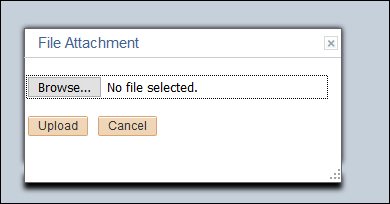 File Attachment
Browse... No file selected.
Upload Cancel